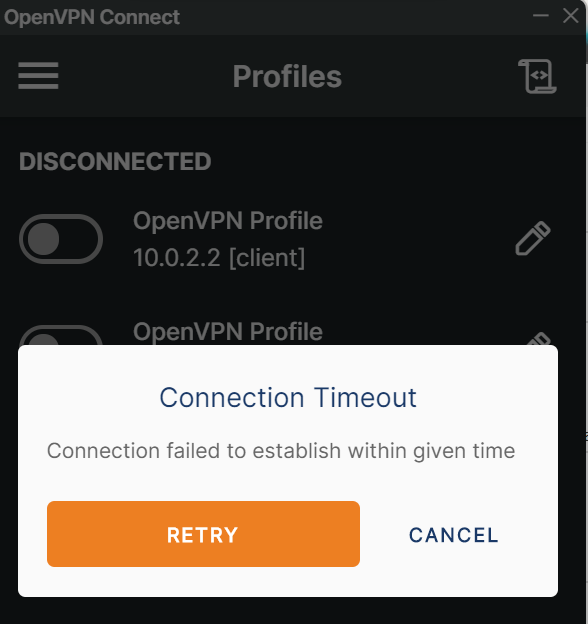 OpenVPN Connect
Profiles
DISCONNECTED
OpenVPN Profile
10.0.2.2 [client]
OpenVPN Profile
Connection Timeout
Connection failed to establish within given time
RETRY
CANCEL